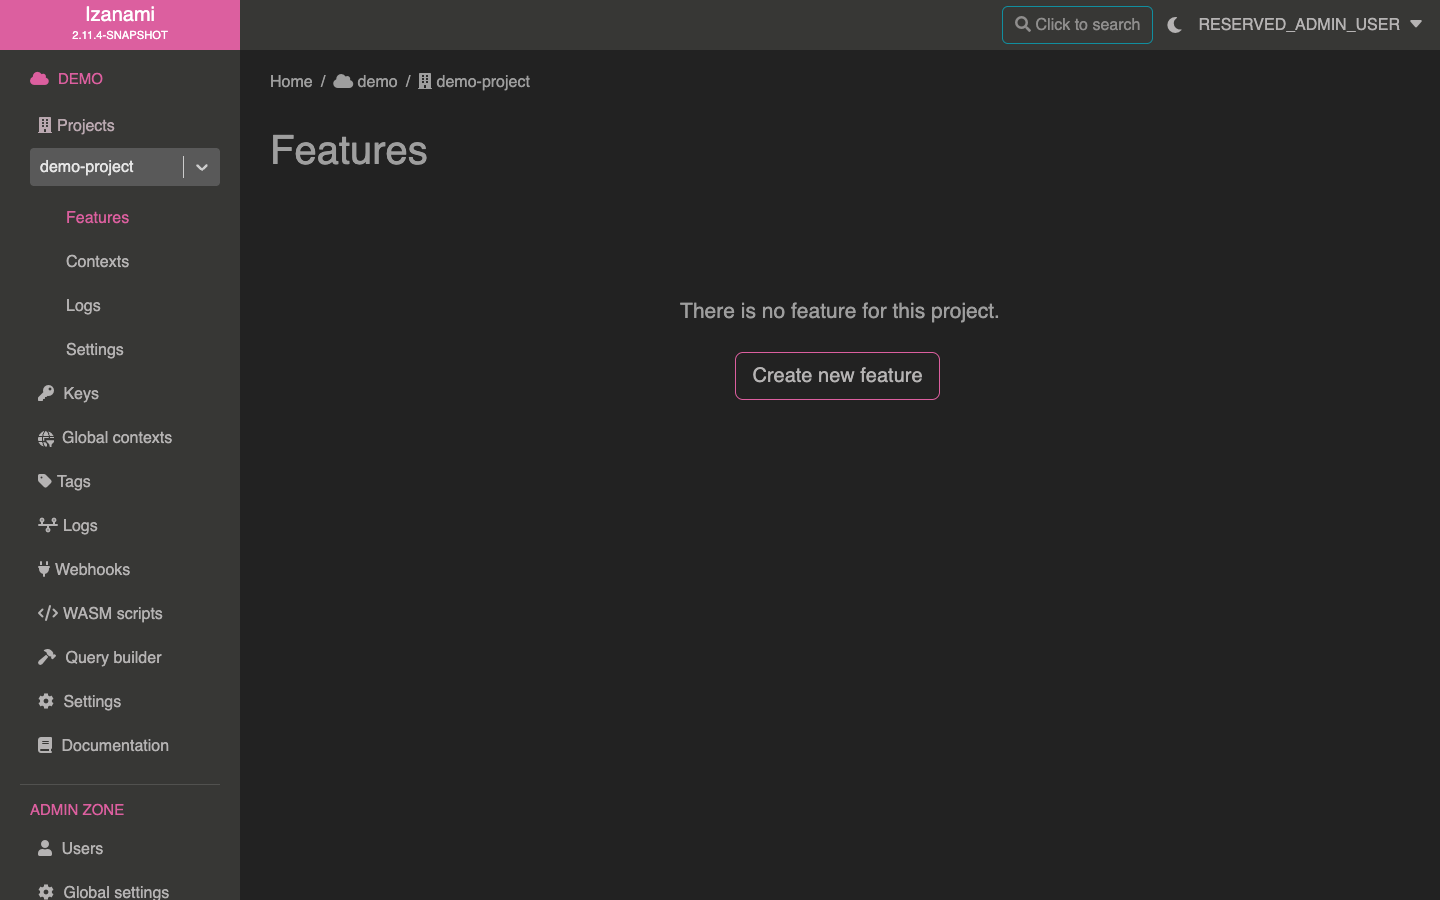 Izanami
2.11.4-SNAPSHOT
Click to search
RESERVED_ADMIN_USER
DEMO
Projects
demo-project
Features
Contexts
Logs
Settings
Keys
Global contexts
Tags
Logs
Webhooks
WASM scripts
Query builder
Settings
Documentation
ADMIN ZONE
Users
Global settings
Home / demo / demo-project
Features
There is no feature for this project.
Create new feature